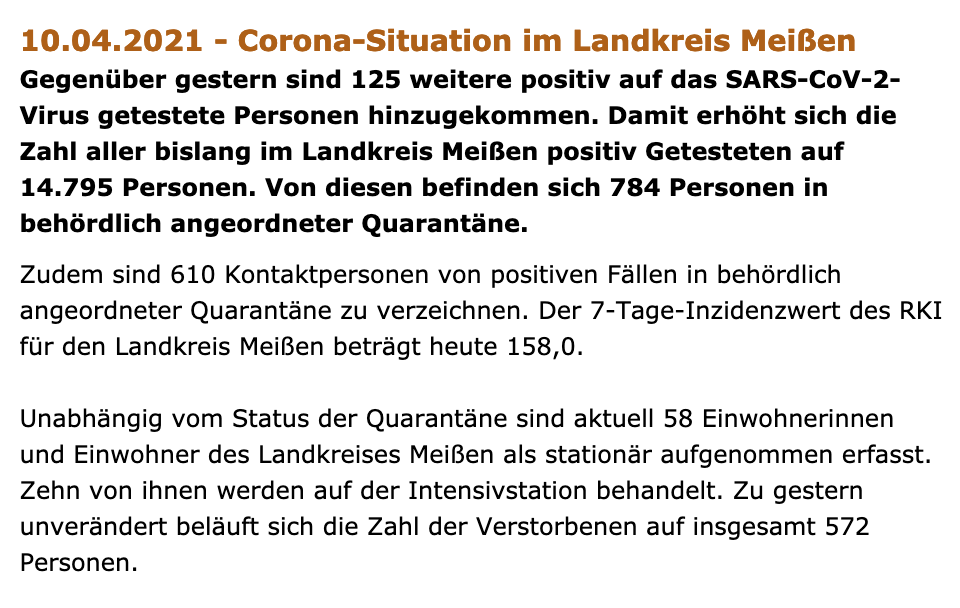 10.04.2021 - Corona-Situation im Landkreis Meißen
Gegenüber gestern sind 125 weitere positiv auf das SARS-CoV-2-
Virus getestete Personen hinzugekommen. Damit erhöht sich die
Zahl aller bislang im Landkreis Meißen positiv Getesteten auf
14.795 Personen. Von diesen befinden sich 784 Personen in
behördlich angeordneter Quarantäne.
Zudem sind 610 Kontaktpersonen von positiven Fällen in behördlich
angeordneter Quarantäne zu verzeichnen. Der 7-Tage-Inzidenzwert des RKI
für den Landkreis Meißen beträgt heute 158,0.
Unabhängig vom Status der Quarantäne sind aktuell 58 Einwohnerinnen
und Einwohner des Landkreises Meißen als stationär aufgenommen erfasst.
Zehn von ihnen werden auf der Intensivstation behandelt. Zu gestern
unverändert beläuft sich die Zahl der Verstorbenen auf insgesamt 572
Personen.